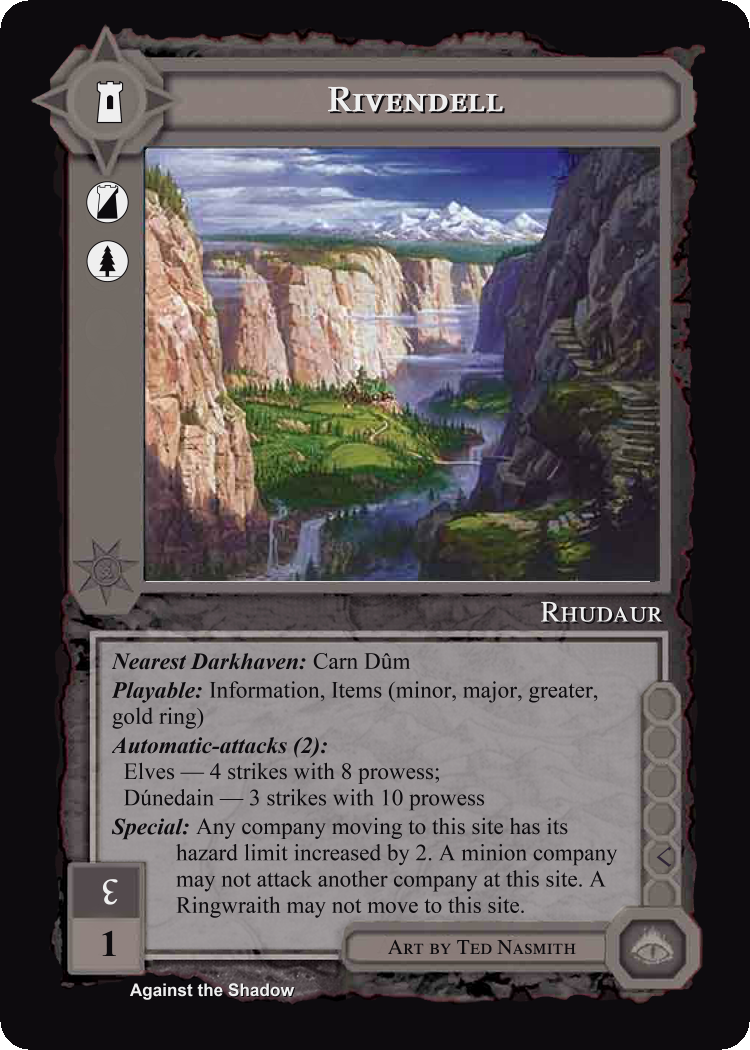 Rivendell
Rhudaur
Nearest Darkhaven: Carn Dûm
Playable: Information, Items (minor, major, greater,
gold ring)
Automatic-attacks (2):
Elves — 4 strikes with 8 prowess;
Dúnedain — 3 strikes with 10 prowess
Special: Any company moving to this site has its
hazard limit increased by 2. A minion company
may not attack another company at this site. A
Ringwraith may not move to this site.
3
1
Art by Ted Nasmith
Against the Shadow